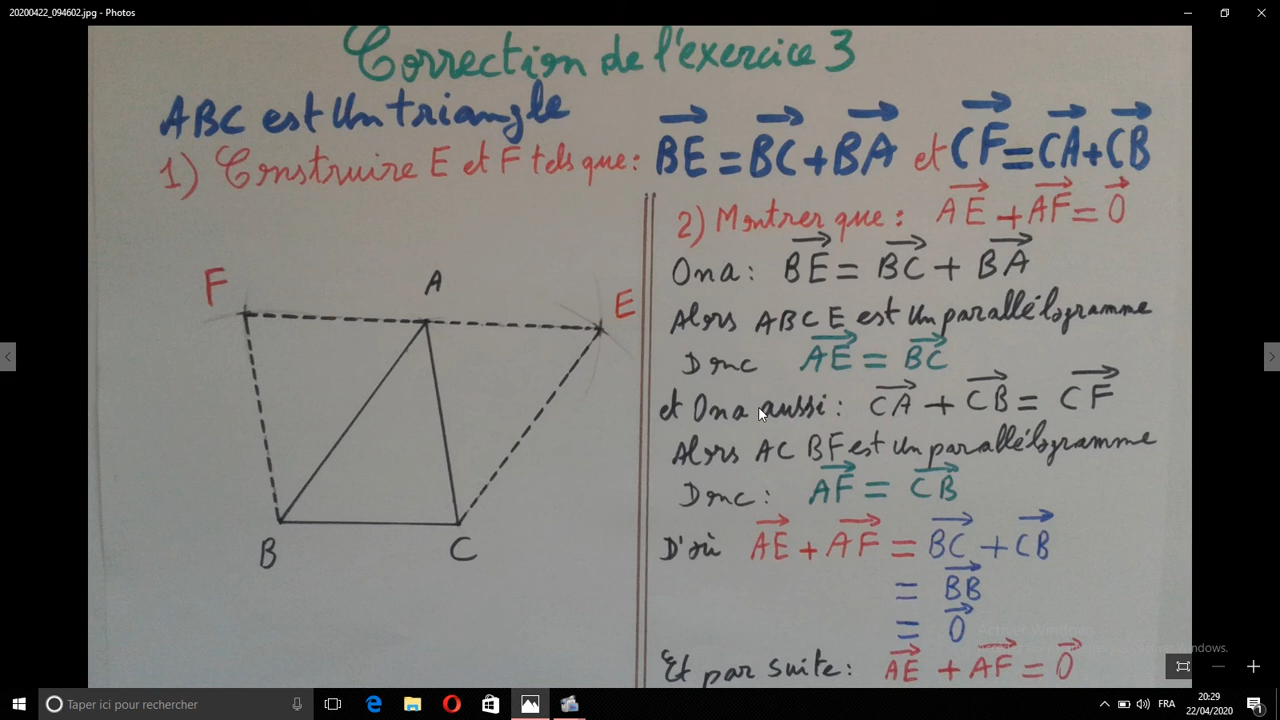 20200422_094602.jpg - Photos
Correction de l'exercice 3
ABC est Un triangle
1) Construire E et F tels que : BE = BC + BA et CF = CA + CB
F
A
E
B
C
2) Montrer que : AE + AF = 0
On a : BE = BC + BA
Alors ABCE est Un parallélogramme
Donc AE = BC
et On a aussi : CA + CB = CF
Alors ACBF est Un parallélogramme
Donc : AF = CB
D'où AE + AF = BC + CB
= BB
= 0
Et par suite : AE + AF = 0
Taper ici pour rechercher
FRA
20:29
22/04/2020